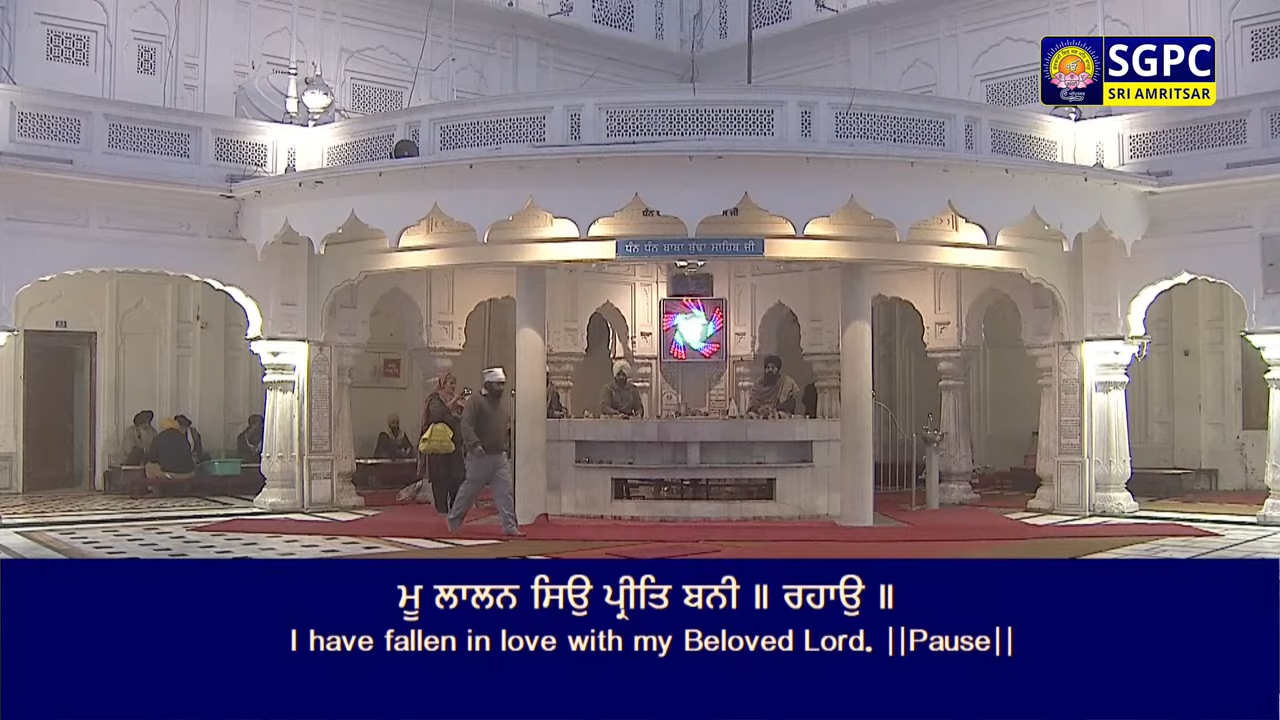 SGPC
SRI AMRITSAR
ਧੰਨ ਧੰਨ ਬਾਬਾ ਬੁੱਢਾ ਸਾਹਿਬ ਜੀ
ਮੂ ਲਾਲਨ ਸਿਉ ਪ੍ਰੀਤਿ ਬਨੀ ॥ ਰਹਾਉ ॥
I have fallen in love with my Beloved Lord. ||Pause||